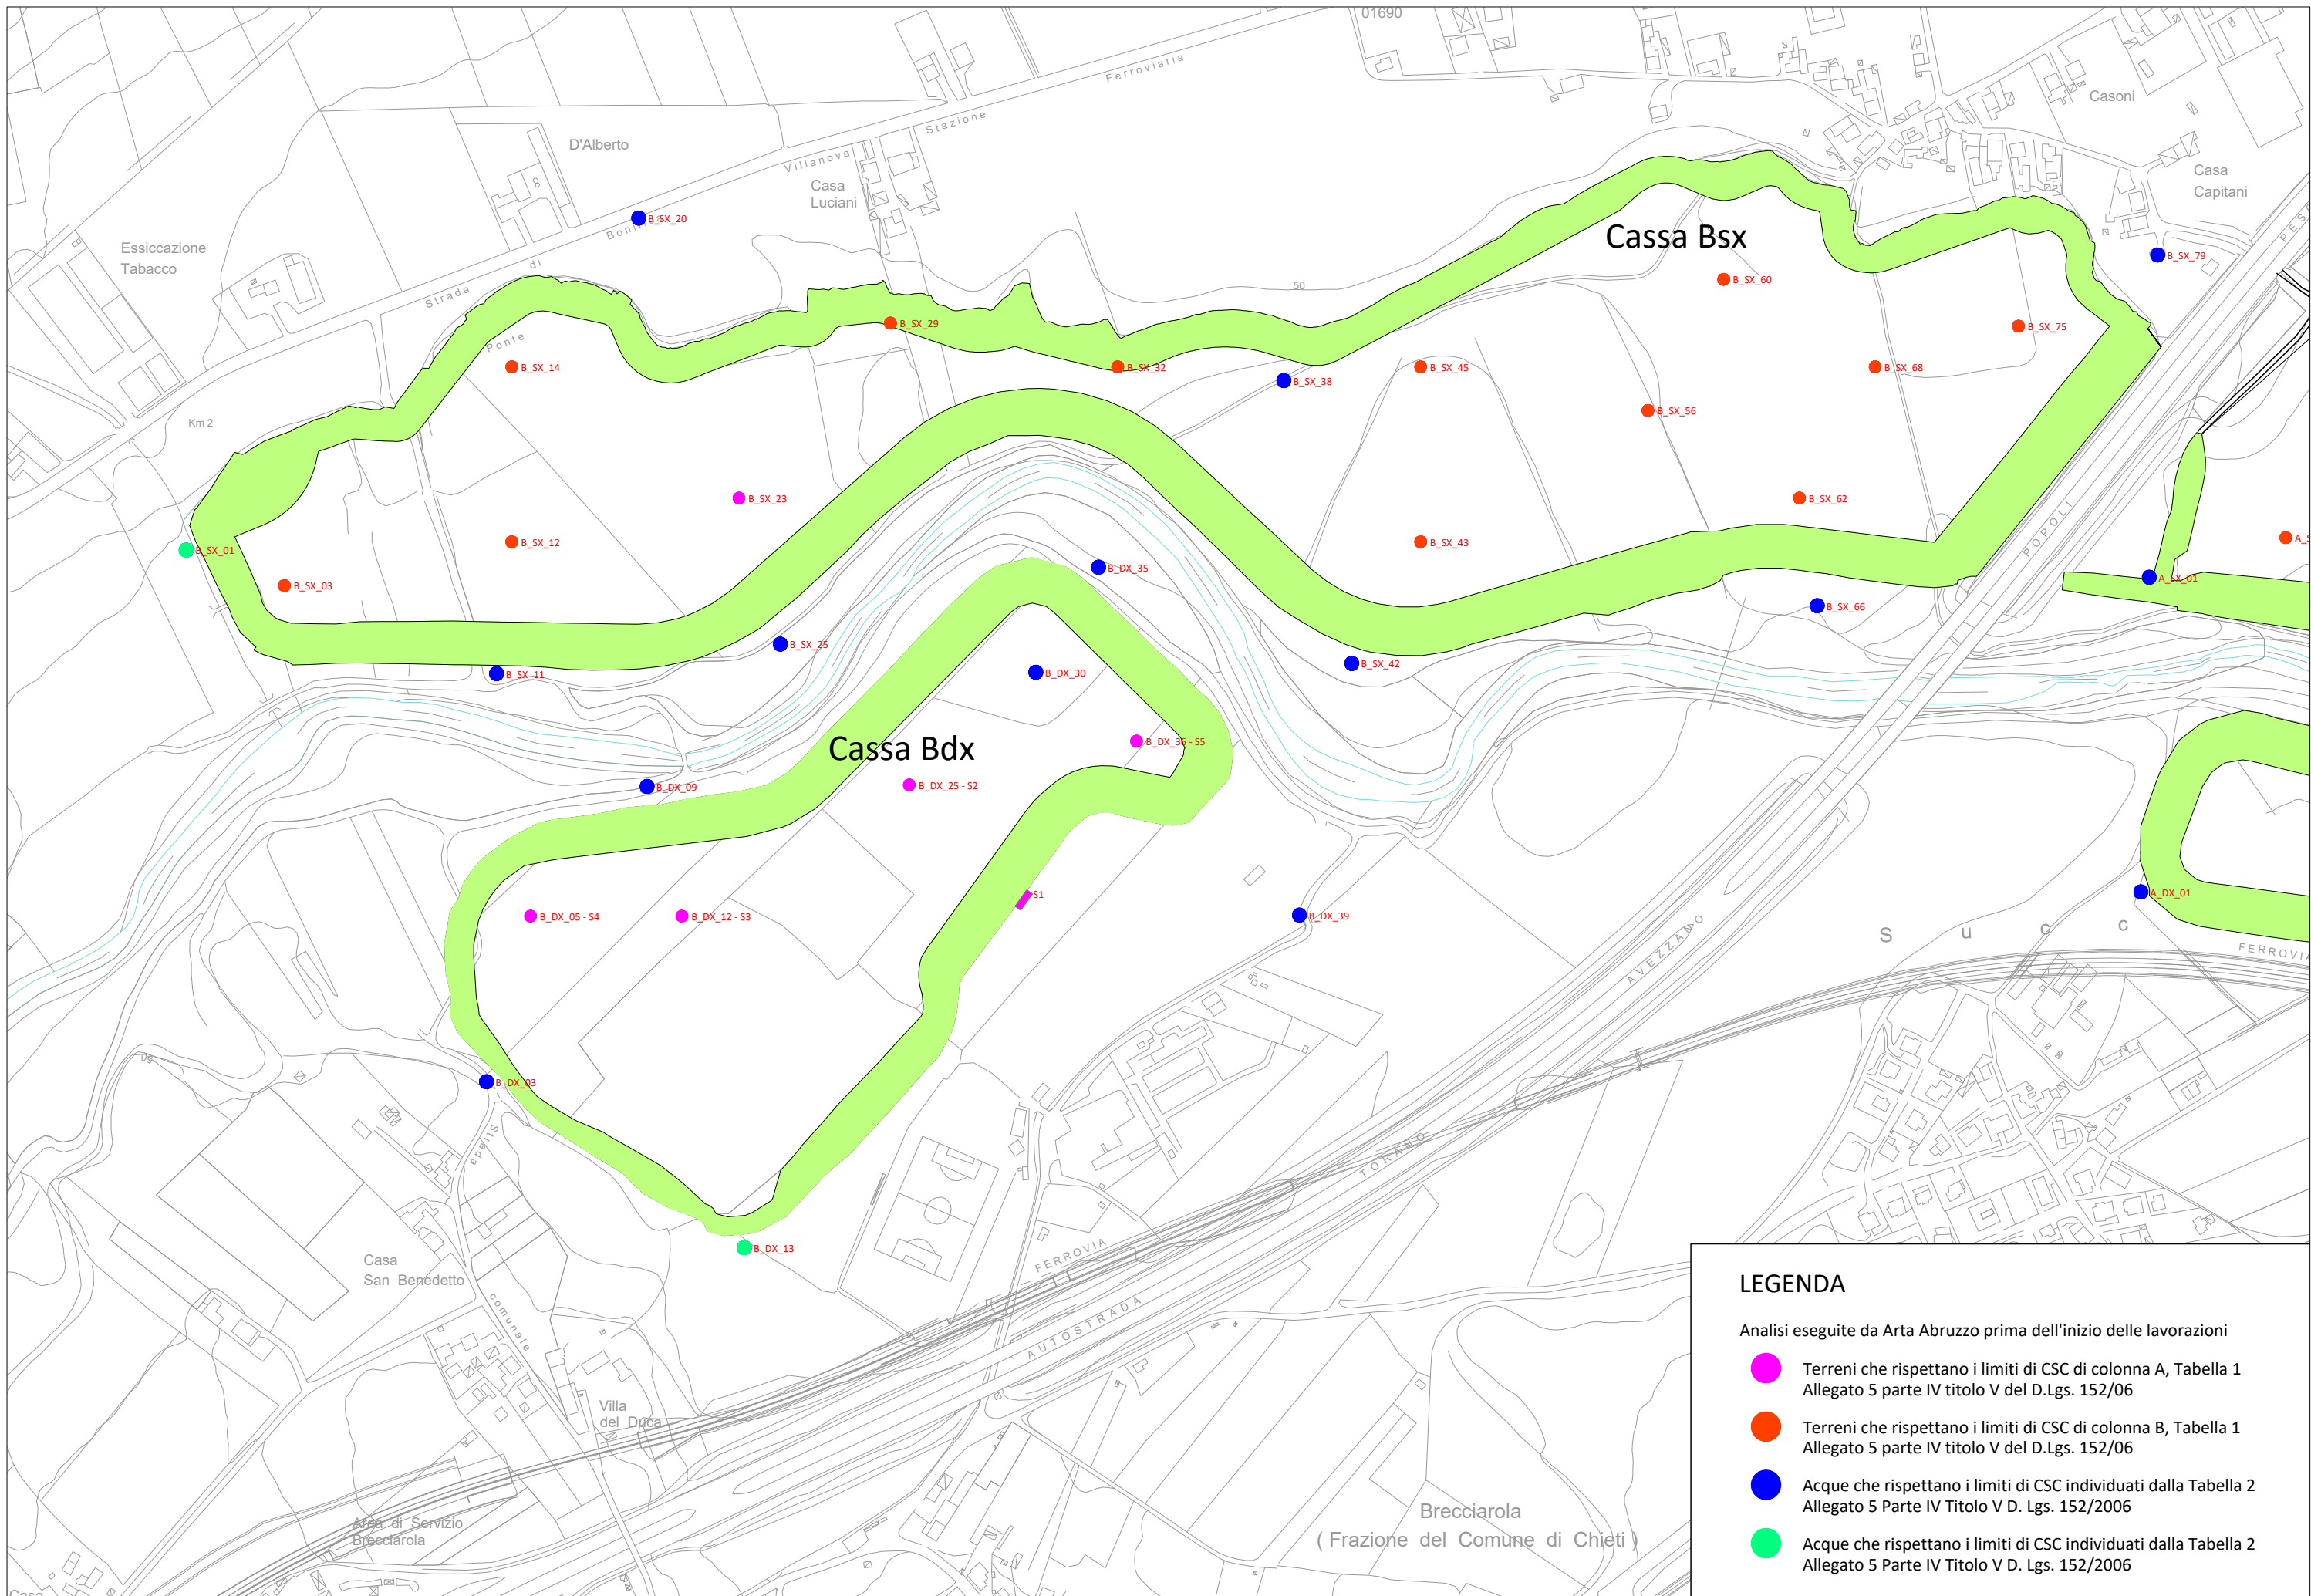 01690
Ferroviaria
Stazione
Villanova
D'Alberto
Casoni
Casa
Luciani
Casa
Capitani
Essiccazione
Tabacco
B_SX_20
di
Strada
Ponte
Km 2
50
Cassa Bsx
B_SX_79
B_SX_60
B_SX_29
B_SX_75
B_SX_14
B_SX_32
B_SX_38
B_SX_45
B_SX_68
B_SX_56
B_SX_23
B_SX_62
B_SX_12
B_SX_43
B_SX_01
B_SX_03
B_DX_35
POPOLI
A_SX_01
B_SX_66
B_SX_25
B_SX_42
B_SX_11
B_DX_30
Cassa Bdx
B_DX_36 - S5
B_DX_25 - S2
B_DX_09
S1
A_DX_01
B_DX_05 - S4
B_DX_12 - S3
B_DX_39
AVEZZANO
S u c c
FERROVIA
50
B_DX_03
Strada
TORANO
Casa
San Benedetto
B_DX_13
FERROVIA
comunale
AUTOSTRADA
Villa
del Duca
Area di Servizio
Brecciarola
Brecciarola
( Frazione del Comune di Chieti )
Casa
LEGENDA
Analisi eseguite da Arta Abruzzo prima dell'inizio delle lavorazioni
Terreni che rispettano i limiti di CSC di colonna A, Tabella 1
Allegato 5 parte IV titolo V del D.Lgs. 152/06
Terreni che rispettano i limiti di CSC di colonna B, Tabella 1
Allegato 5 parte IV titolo V del D.Lgs. 152/06
Acque che rispettano i limiti di CSC individuati dalla Tabella 2
Allegato 5 Parte IV Titolo V D. Lgs. 152/2006
Acque che rispettano i limiti di CSC individuati dalla Tabella 2
Allegato 5 Parte IV Titolo V D. Lgs. 152/2006